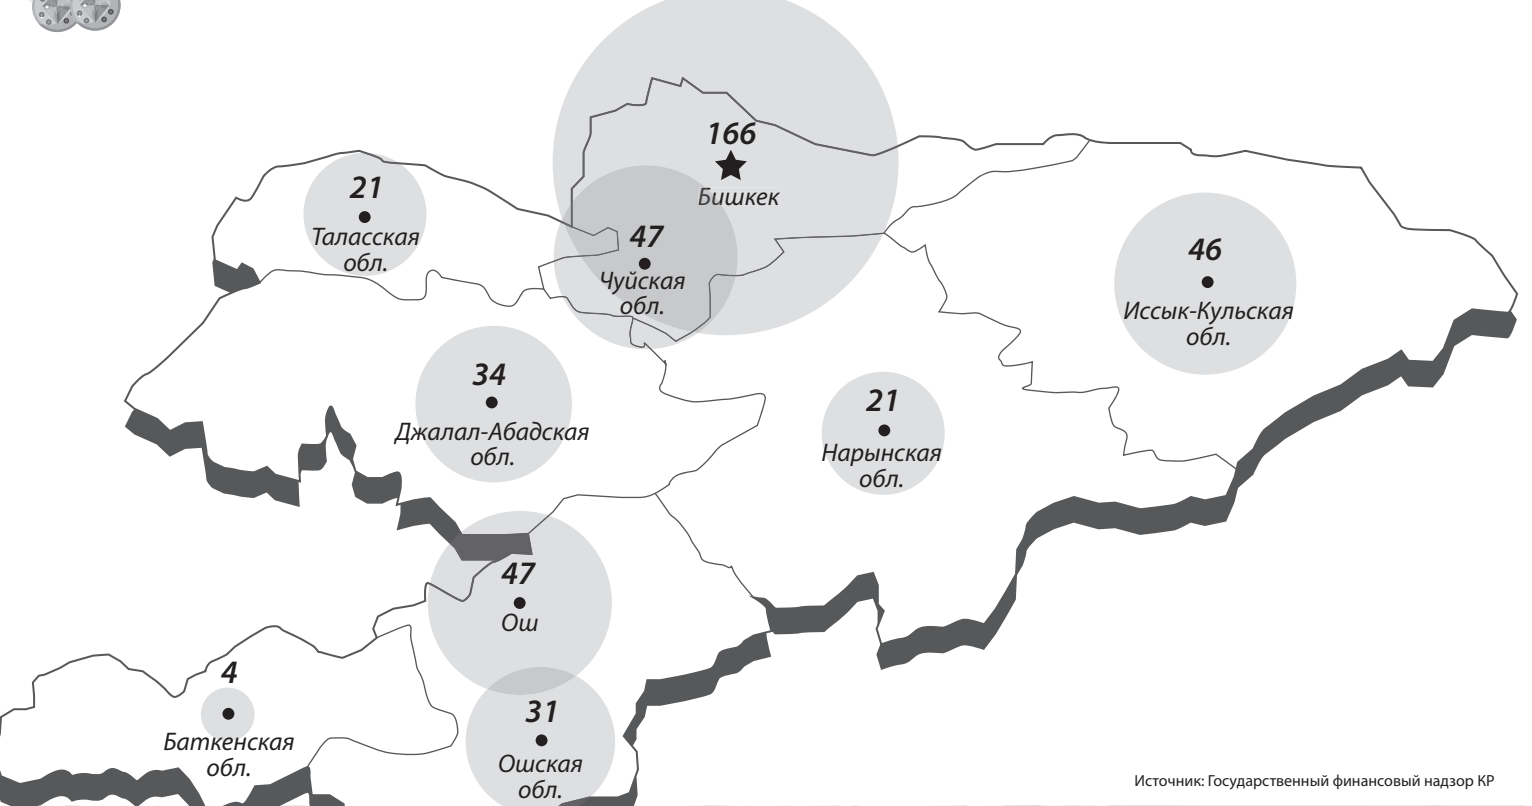 166
Бишкек
21
Таласская
обл.
47
Чуйская
обл.
46
Иссык-Кульская
обл.
34
Джалал-Абадская
обл.
21
Нарынская
обл.
47
Ош
4
Баткенская
обл.
31
Ошская
обл.
Источник: Государственный финансовый надзор КР